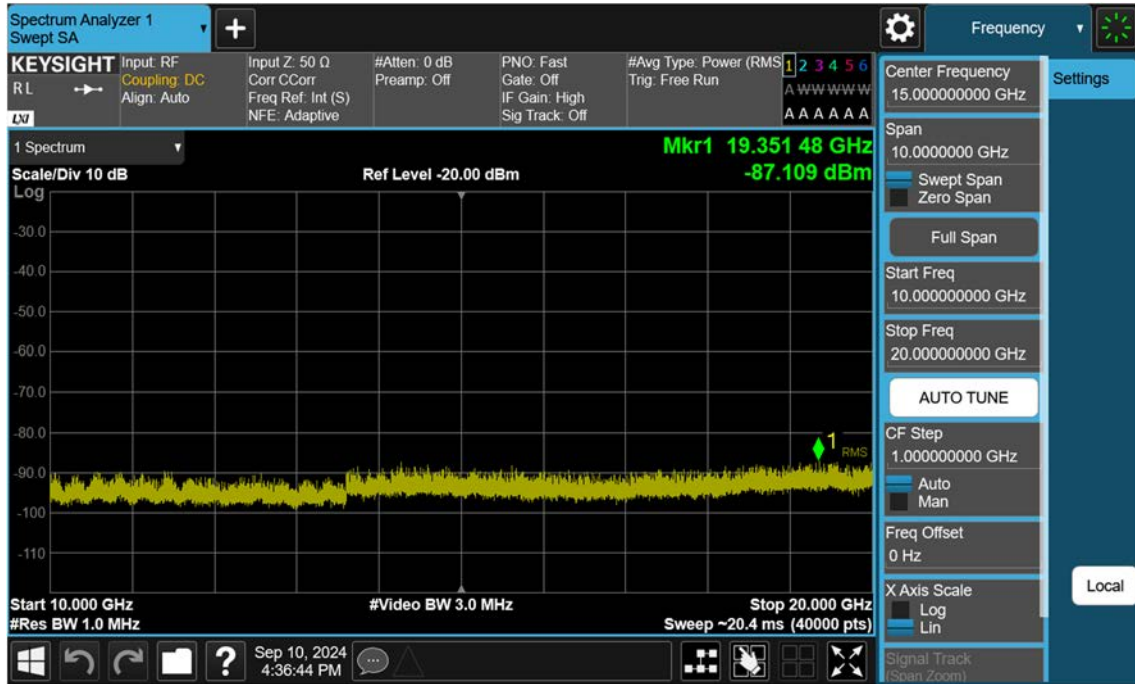 Spectrum Analyzer 1
Swept SA
+
Frequency
KEYSIGHT
R L
LXI
Input: RF
Coupling: DC
Align: Auto
Input Z: 50 Ω
Corr CCorr
Freq Ref: Int (S)
NFE: Adaptive
#Atten: 0 dB
Preamp: Off
PNO: Fast
Gate: Off
IF Gain: High
Sig Track: Off
#Avg Type: Power (RMS
Trig: Free Run
1 2 3 4 5 6
A W W W W W
A A A A A A
1 Spectrum
Mkr1 19.351 48 GHz
-87.109 dBm
Scale/Div 10 dB
Ref Level -20.00 dBm
Log
-30.0
-40.0
-50.0
-60.0
-70.0
-80.0
-90.0
-100
-110
1
RMS
Start 10.000 GHz
#Video BW 3.0 MHz
Stop 20.000 GHz
#Res BW 1.0 MHz
Sweep ~20.4 ms (40000 pts)
?
Sep 10, 2024
4:36:44 PM
Center Frequency
15.000000000 GHz
Span
10.0000000 GHz
Swept Span
Zero Span
Full Span
Start Freq
10.000000000 GHz
Stop Freq
20.000000000 GHz
AUTO TUNE
CF Step
1.000000000 GHz
Auto
Man
Freq Offset
0 Hz
X Axis Scale
Log
Lin
Signal Track
(Span Zoom)
Settings
Local